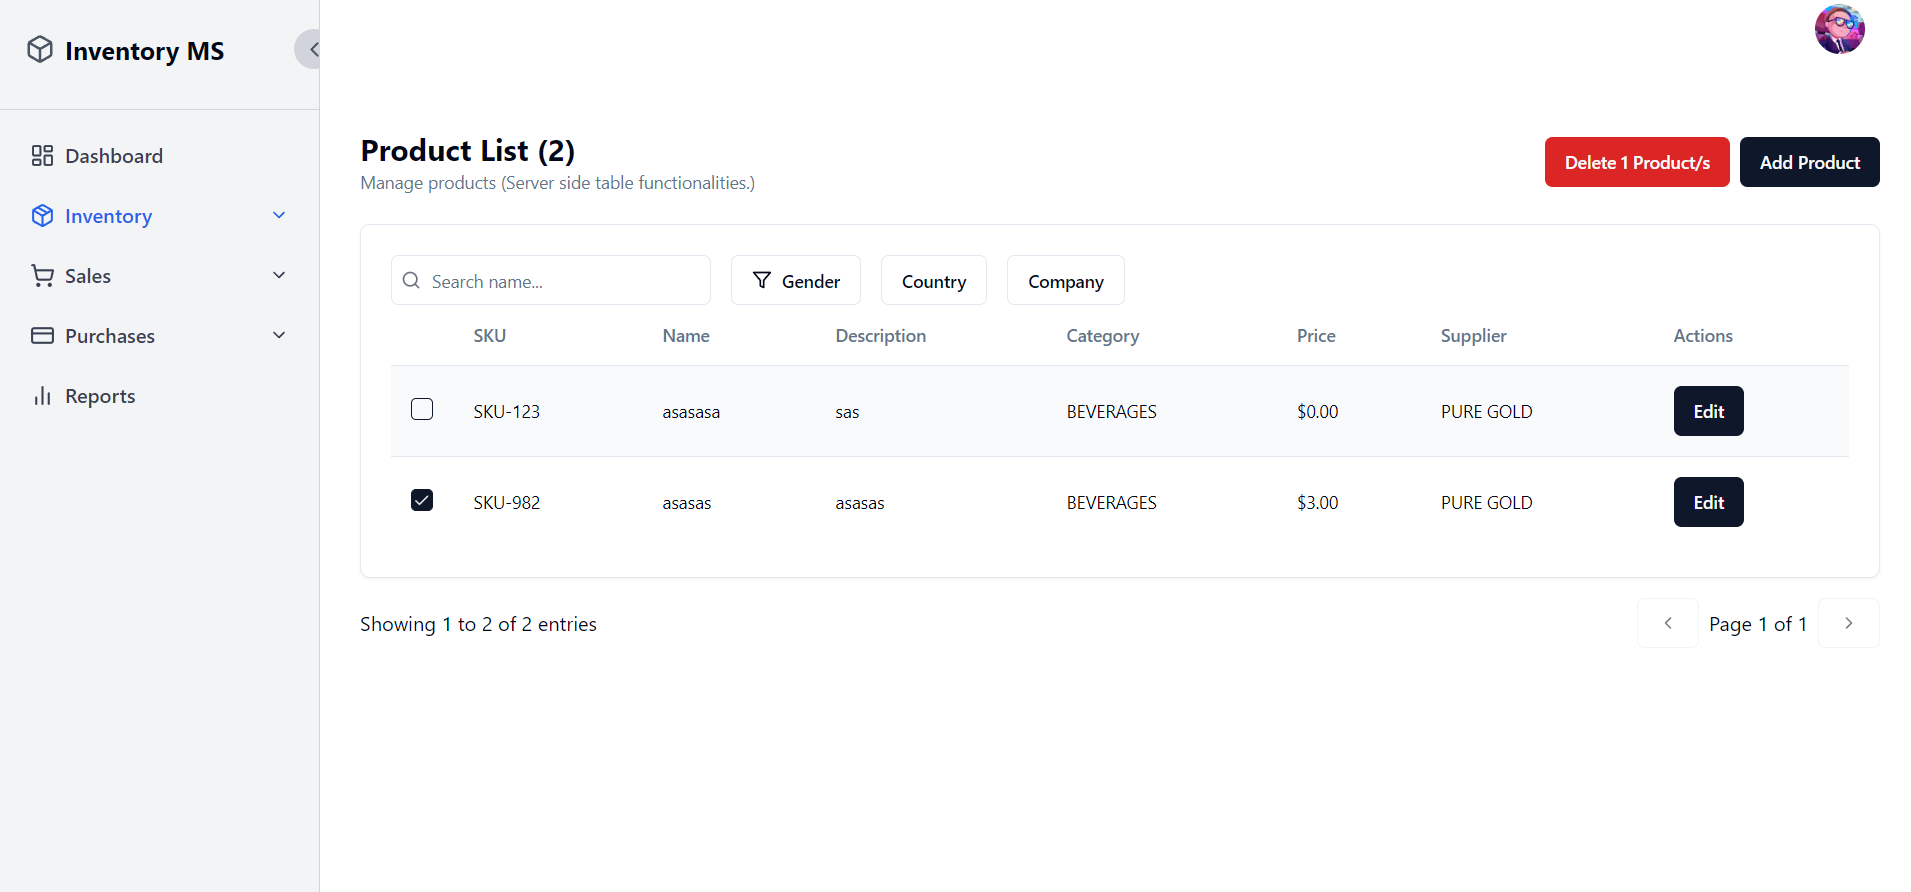 Inventory MS
Dashboard
Inventory
Sales
Purchases
Reports
Product List (2)
Manage products (Server side table functionalities.)
Delete 1 Product/s
Add Product
Search name...
Gender
Country
Company
SKU Name Description Category Price Supplier Actions
SKU-123 asasasa sas BEVERAGES $0.00 PURE GOLD Edit
SKU-982 asasas asasas BEVERAGES $3.00 PURE GOLD Edit
Showing 1 to 2 of 2 entries
Page 1 of 1